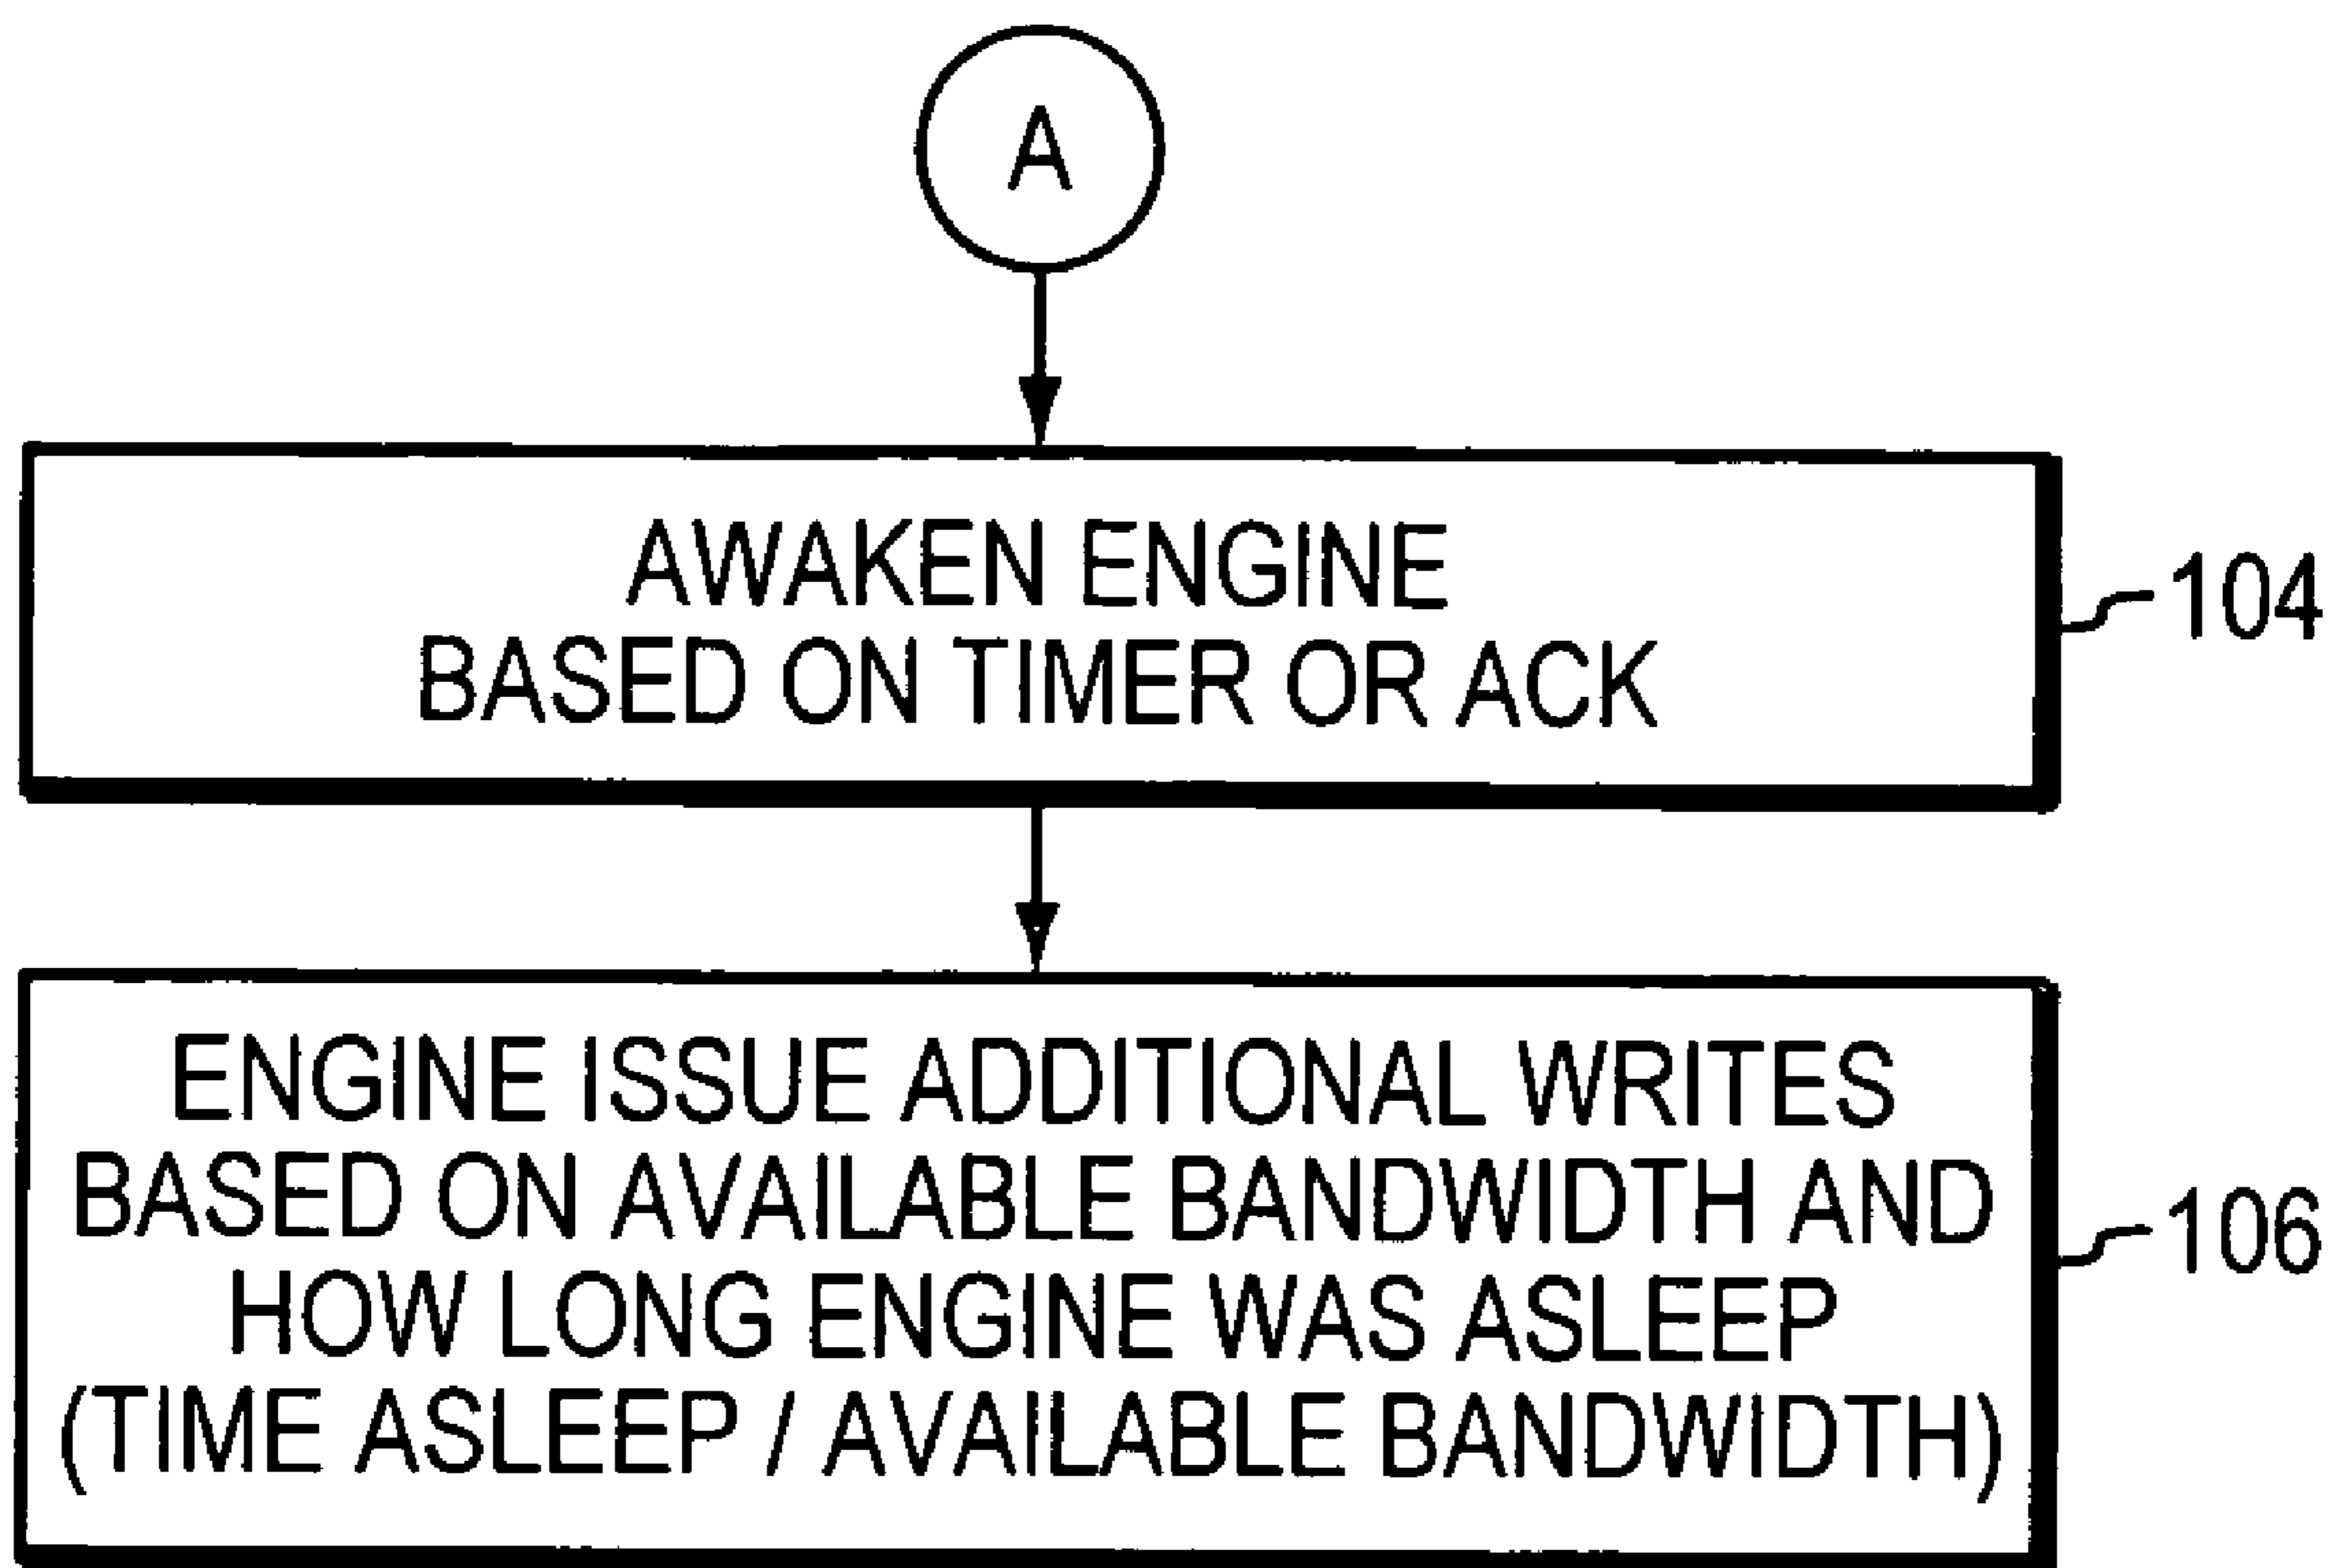 A
AWAKEN ENGINE
BASED ON TIMER OR ACK
104
ENGINE ISSUE ADDITIONAL WRITES
BASED ON AVAILABLE BANDWIDTH AND
HOW LONG ENGINE WAS ASLEEP
(TIME ASLEEP / AVAILABLE BANDWIDTH)
106